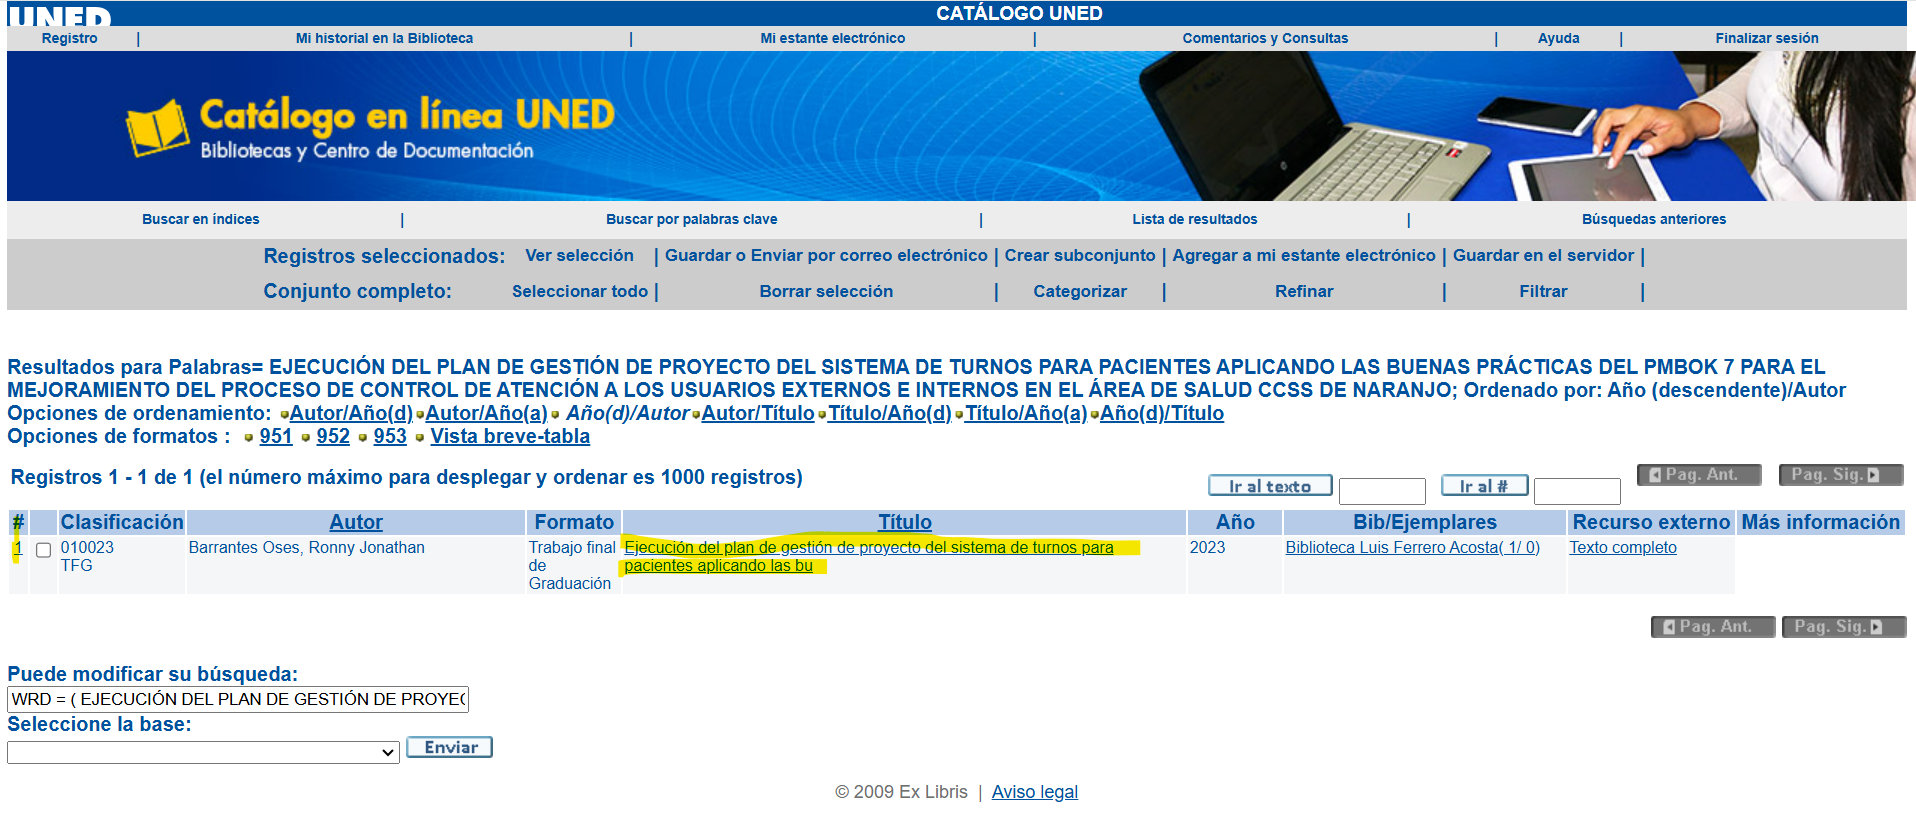 UNED
CATÁLOGO UNED
Registro | Mi historial en la Biblioteca | Mi estante electrónico | Comentarios y Consultas | Ayuda | Finalizar sesión
Catálogo en línea UNED
Bibliotecas y Centro de Documentación
Buscar en índices | Buscar por palabras clave | Lista de resultados | Búsquedas anteriores
Registros seleccionados: Ver selección | Guardar o Enviar por correo electrónico | Crear subconjunto | Agregar a mi estante electrónico | Guardar en el servidor |
Conjunto completo: Seleccionar todo | Borrar selección | Categorizar | Refinar | Filtrar |
Resultados para Palabras= EJECUCIÓN DEL PLAN DE GESTIÓN DE PROYECTO DEL SISTEMA DE TURNOS PARA PACIENTES APLICANDO LAS BUENAS PRÁCTICAS DEL PMBOK 7 PARA EL
MEJORAMIENTO DEL PROCESO DE CONTROL DE ATENCIÓN A LOS USUARIOS EXTERNOS E INTERNOS EN EL ÁREA DE SALUD CCSS DE NARANJO; Ordenado por: Año (descendente)/Autor
Opciones de ordenamiento: Autor/Año(d) Autor/Año(a) Año(d)/Autor Autor/Título Título/Año(d) Título/Año(a) Año(d)/Título
Opciones de formatos : 951 952 953 Vista breve-tabla
Registros 1 - 1 de 1 (el número máximo para desplegar y ordenar es 1000 registros)
Ir al texto Ir al # Pag. Ant. Pag. Sig.
# Clasificación Autor Formato Título Año Bib/Ejemplares Recurso externo Más información
1 010023 Barrantes Oses, Ronny Jonathan Trabajo final Ejecución del plan de gestión de proyecto del sistema de turnos para 2023 Biblioteca Luis Ferrero Acosta( 1/ 0) Texto completo
TFG de pacientes aplicando las bu
Graduación
Pag. Ant. Pag. Sig.
Puede modificar su búsqueda:
WRD = ( EJECUCIÓN DEL PLAN DE GESTIÓN DE PROYEC
Seleccione la base:
Enviar
© 2009 Ex Libris | Aviso legal